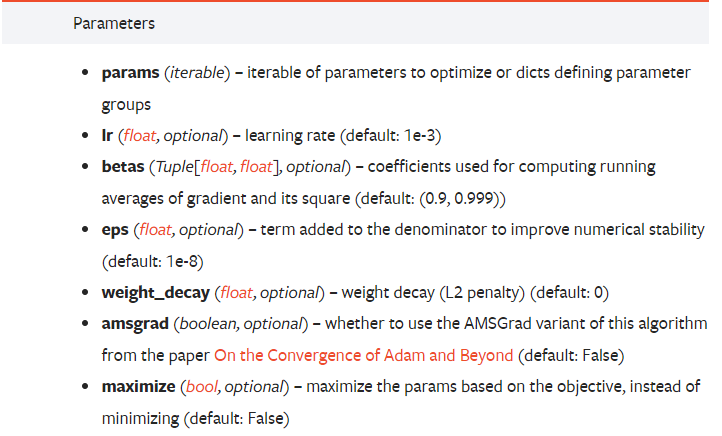 Parameters
• params (iterable) – iterable of parameters to optimize or dicts defining parameter
groups
• lr (float, optional) – learning rate (default: 1e-3)
• betas (Tuple[float, float], optional) – coefficients used for computing running
averages of gradient and its square (default: (0.9, 0.999))
• eps (float, optional) – term added to the denominator to improve numerical stability
(default: 1e-8)
• weight_decay (float, optional) – weight decay (L2 penalty) (default: 0)
• amsgrad (boolean, optional) – whether to use the AMSGrad variant of this algorithm
from the paper On the Convergence of Adam and Beyond (default: False)
• maximize (bool, optional) – maximize the params based on the objective, instead of
minimizing (default: False)